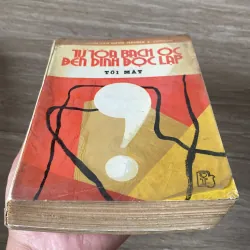 TỪ TÒA BẠCH ỐC
ĐẾN DINH ĐỘC LẬP
TỐI MẬT
?